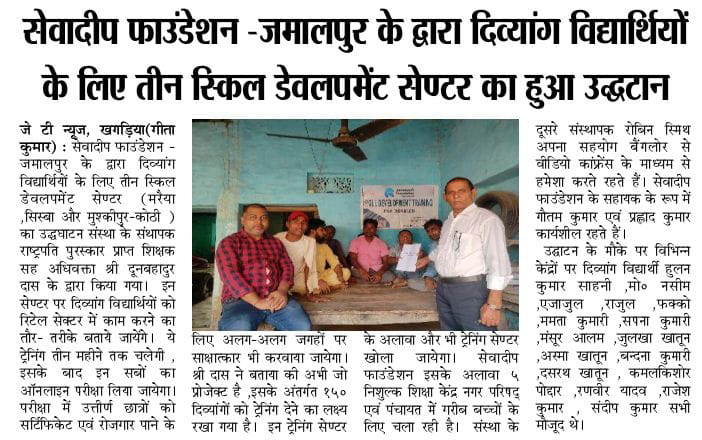 सेवादीप फाउंडेशन -जमालपुर के द्वारा दिव्यांग विद्यार्थियों
के लिए तीन स्किल डेवलपमेंट सेण्टर का हुआ उद्धटान
जे टी न्यूज, खगड़िया(गीता
कुमार) : सेवादीप फाउंडेशन -
जमालपुर के द्वारा दिव्यांग
विद्यार्थियों के लिए तीन स्किल
डेवलपमेंट सेण्टर (मरैया
,सिस्वा और मुश्कीपुर-कोठी )
का उद्धघाटन संस्था के संथापक
राष्ट्रपति पुरस्कार प्राप्त शिक्षक
सह अधिवक्ता श्री दूनबहादुर
दास के द्वारा किया गया। इन
सेण्टर पर दिव्यांग विद्यार्थियों को
रिटेल सेक्टर में काम करने का
तौर- तरीके बताये जायेंगे। ये
ट्रेनिंग तीन महीने तक चलेगी ,
इसके बाद इन सबों का
ऑनलाइन परीक्षा लिया जायेगा।
परीक्षा में उत्तीर्ण छात्रों को
सर्टिफिकेट एवं रोजगार पाने के
SKILL DEVELOPMENT TRAINING
FOR DISABLED
लिए अलग-अलग जगहों पर
साक्षात्कार भी करवाया जायेगा।
श्री दास ने बताया की अभी जो
प्रोजेक्ट है ,इसके अंतर्गत १५०
दिव्यांगों को ट्रेनिंग देने का लक्ष्य
रखा गया है। इन ट्रेनिंग सेण्टर
के अलावा और भी ट्रेनिंग सेण्टर
खोला जायेगा। सेवादीप
फाउंडेशन इसके अलावा ५
निशुल्क शिक्षा केंद्र नगर परिषद्
एवं पंचायत में गरीब बच्चों के
लिए चला रही है। संस्था के
दूसरे संस्थापक रोबिन स्मिथ
अपना सहयोग बैंगलोर से
वीडियो कांफ्रेंस के माध्यम से
हमेशा करते रहते हैं। सेवादीप
फाउंडेशन के सहायक के रूप में
गौतम कुमार एवं प्रह्लाद कुमार
कार्यशील रहते हैं।
उद्घाटन के मौके पर विभिन्न
केंद्रों पर दिव्यांग विद्यार्थी हुलन
कुमार साहनी ,मो० नसीम
,एजाजुल ,राजुल ,फक्को
,ममता कुमारी ,सपना कुमारी
,मंसूर आलम ,जुलखा खातून
,अस्मा खातून ,बन्दना कुमारी
,दसरथ खातून , कमलकिशोर
पोद्दार ,रणवीर यादव ,राजेश
कुमार , संदीप कुमार सभी
मौजूद थे।